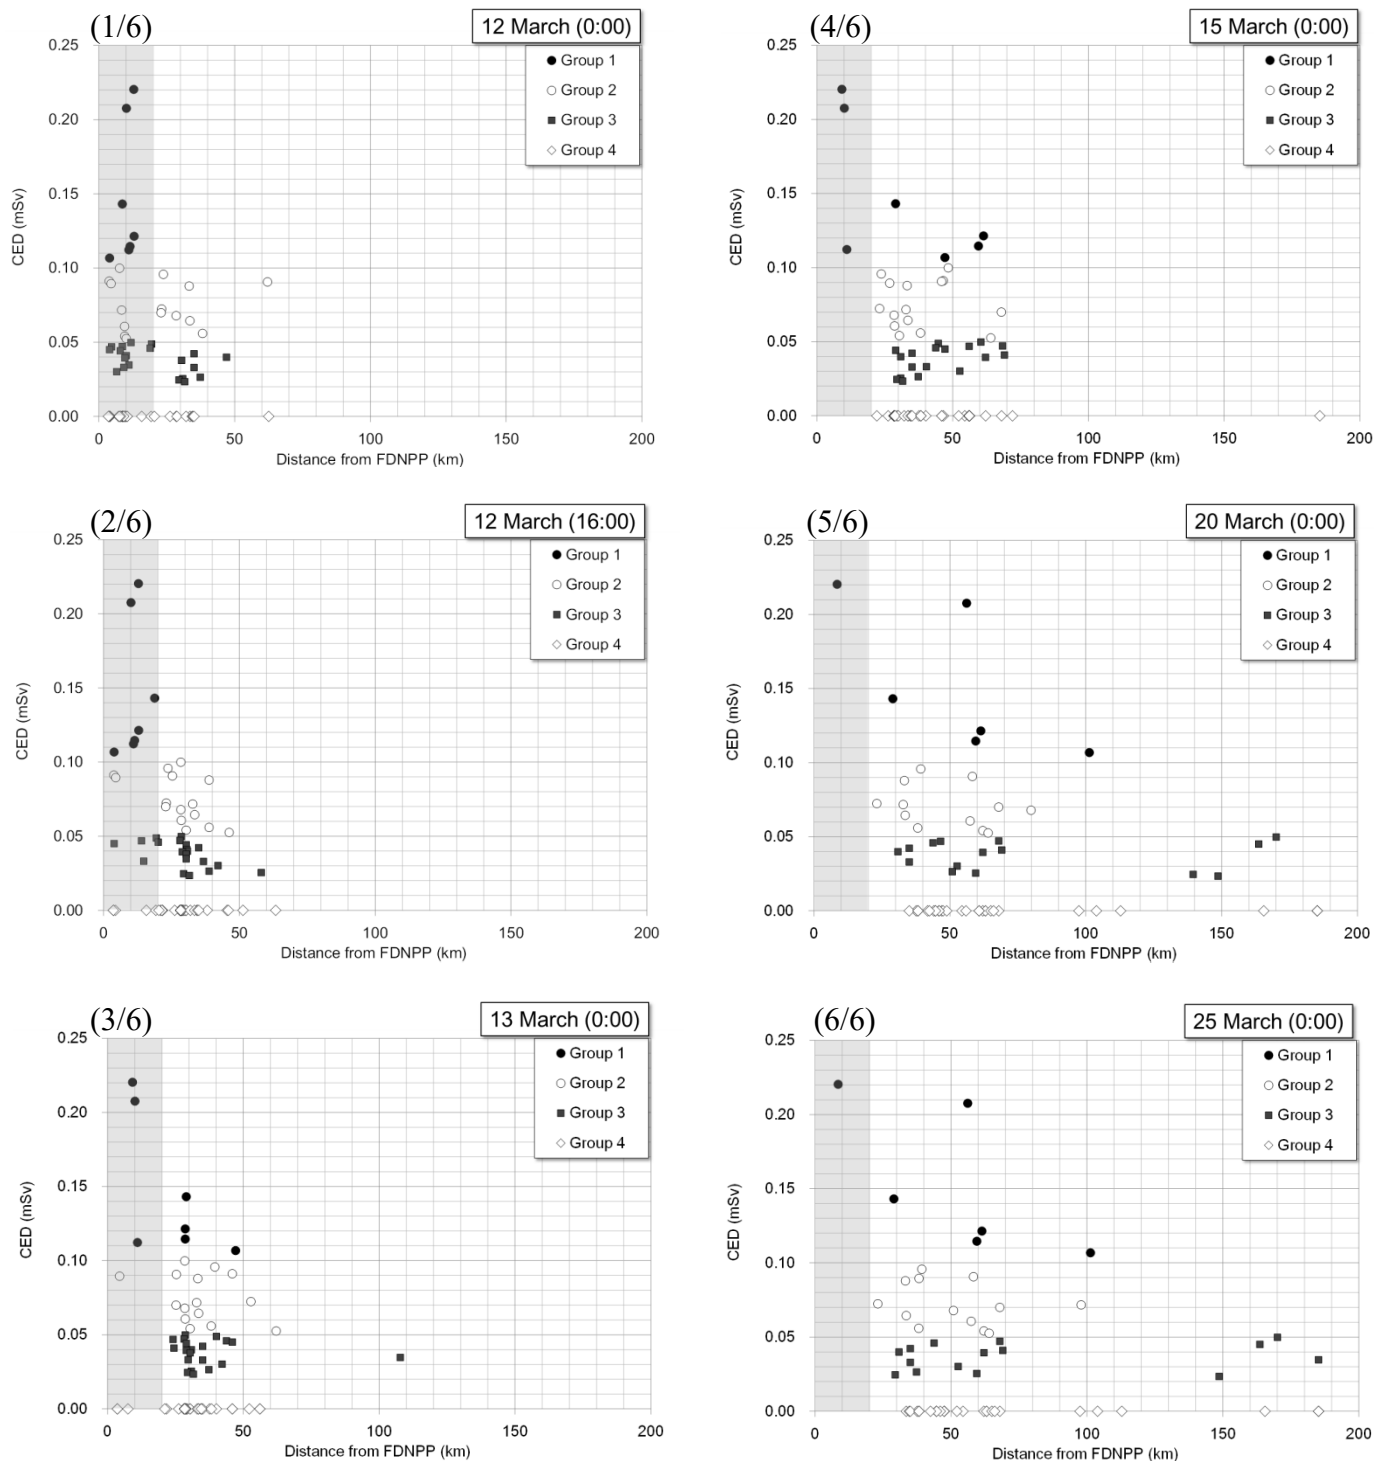 (1/6)
12 March (0:00)
Group 1
Group 2
Group 3
Group 4
CED (mSv)
0.25
0.20
0.15
0.10
0.05
0.00
0 50 100 150 200
Distance from FDNPP (km)
(4/6)
15 March (0:00)
Group 1
Group 2
Group 3
Group 4
CED (mSv)
0.25
0.20
0.15
0.10
0.05
0.00
0 50 100 150 200
Distance from FDNPP (km)
(2/6)
12 March (16:00)
Group 1
Group 2
Group 3
Group 4
CED (mSv)
0.25
0.20
0.15
0.10
0.05
0.00
0 50 100 150 200
Distance from FDNPP (km)
(5/6)
20 March (0:00)
Group 1
Group 2
Group 3
Group 4
CED (mSv)
0.25
0.20
0.15
0.10
0.05
0.00
0 50 100 150 200
Distance from FDNPP (km)
(3/6)
13 March (0:00)
Group 1
Group 2
Group 3
Group 4
CED (mSv)
0.25
0.20
0.15
0.10
0.05
0.00
0 50 100 150 200
Distance from FDNPP (km)
(6/6)
25 March (0:00)
Group 1
Group 2
Group 3
Group 4
CED (mSv)
0.25
0.20
0.15
0.10
0.05
0.00
0 50 100 150 200
Distance from FDNPP (km)